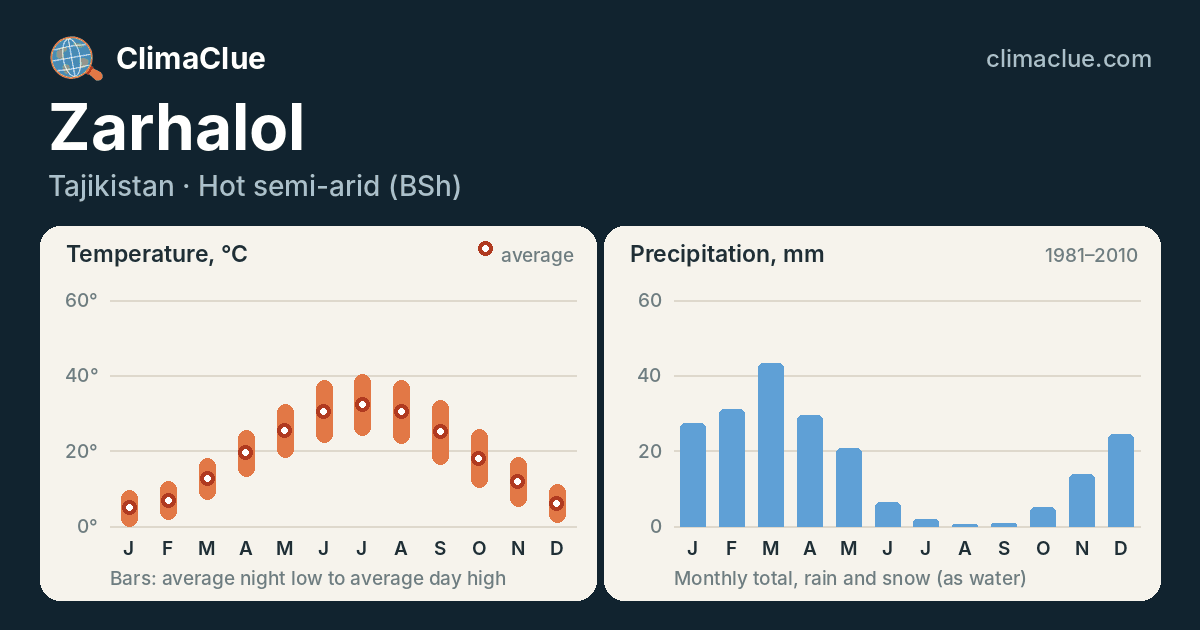 ClimaClue
climaclue.com
Zarhalol
Tajikistan · Hot semi-arid (BSh)
Temperature, °C
average
60°
40°
20°
0°
J F M A M J J A S O N D
Bars: average night low to average day high
Precipitation, mm
1981–2010
60
40
20
0
J F M A M J J A S O N D
Monthly total, rain and snow (as water)